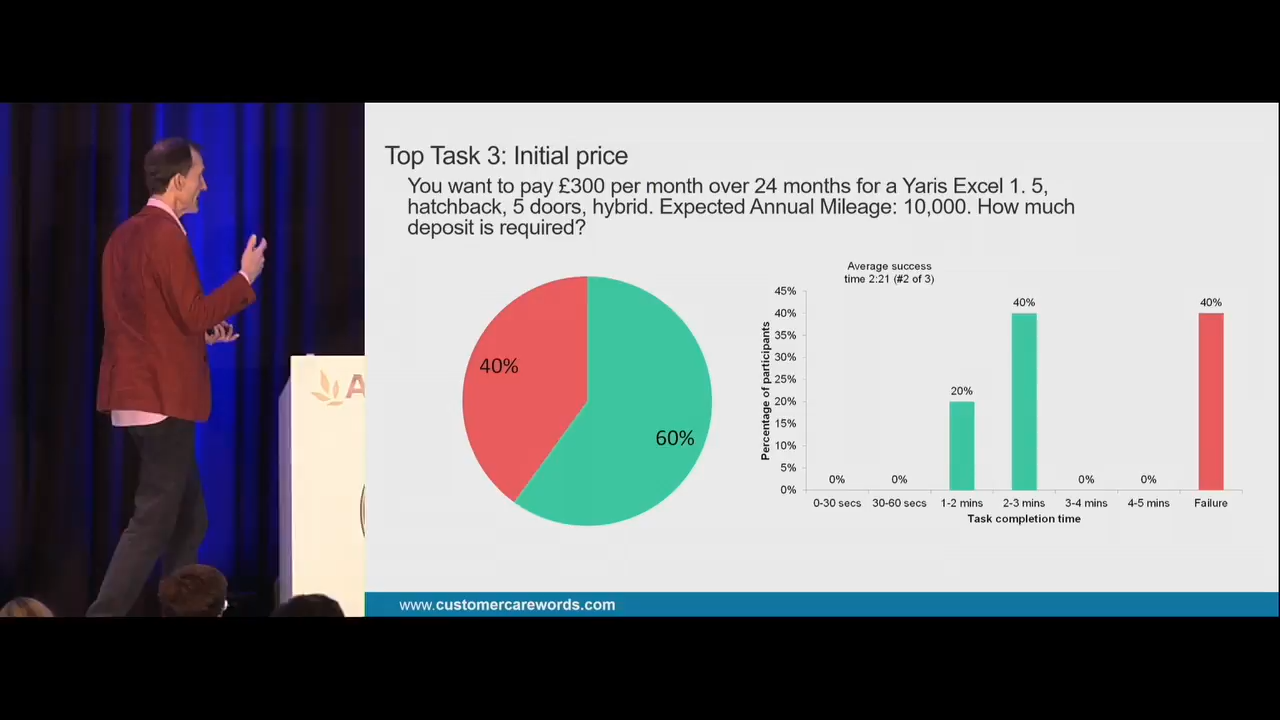 Top Task 3: Initial price
You want to pay £300 per month over 24 months for a Yaris Excel 1. 5,
hatchback, 5 doors, hybrid. Expected Annual Mileage: 10,000. How much
deposit is required?
40%
60%
Average success
time 2:21 (#2 of 3)
Percentage of participants
45%
40%
35%
30%
25%
20%
15%
10%
5%
0%
0%
0%
20%
40%
0%
0%
40%
0-30 secs
30-60 secs
1-2 mins
2-3 mins
3-4 mins
4-5 mins
Failure
Task completion time
www.customercarewords.com
A